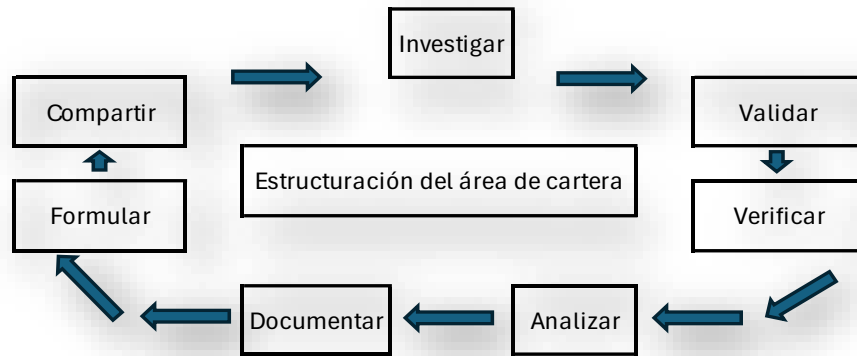 Investigar
Compartir
Validar
Estructuración del área de cartera
Formular
Verificar
Documentar
Analizar